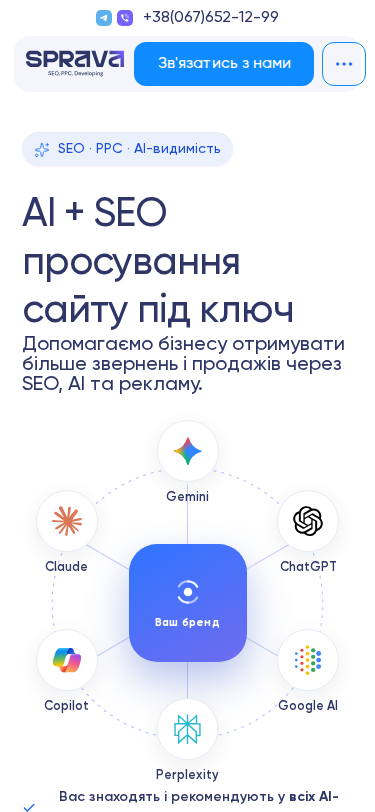 +38(067)652-12-99
SPRAVA
SEO, PPC, Developing
Зв'язатись з нами
SEO · PPC · AI-видимість
AI + SEO
просування
сайту під ключ
Допомагаємо бізнесу отримувати
більше звернень і продажів через
SEO, AI та рекламу.
Gemini
Claude
ChatGPT
Ваш бренд
Copilot
Google AI
Perplexity
Вас знаходять і рекомендують у всіх AI-